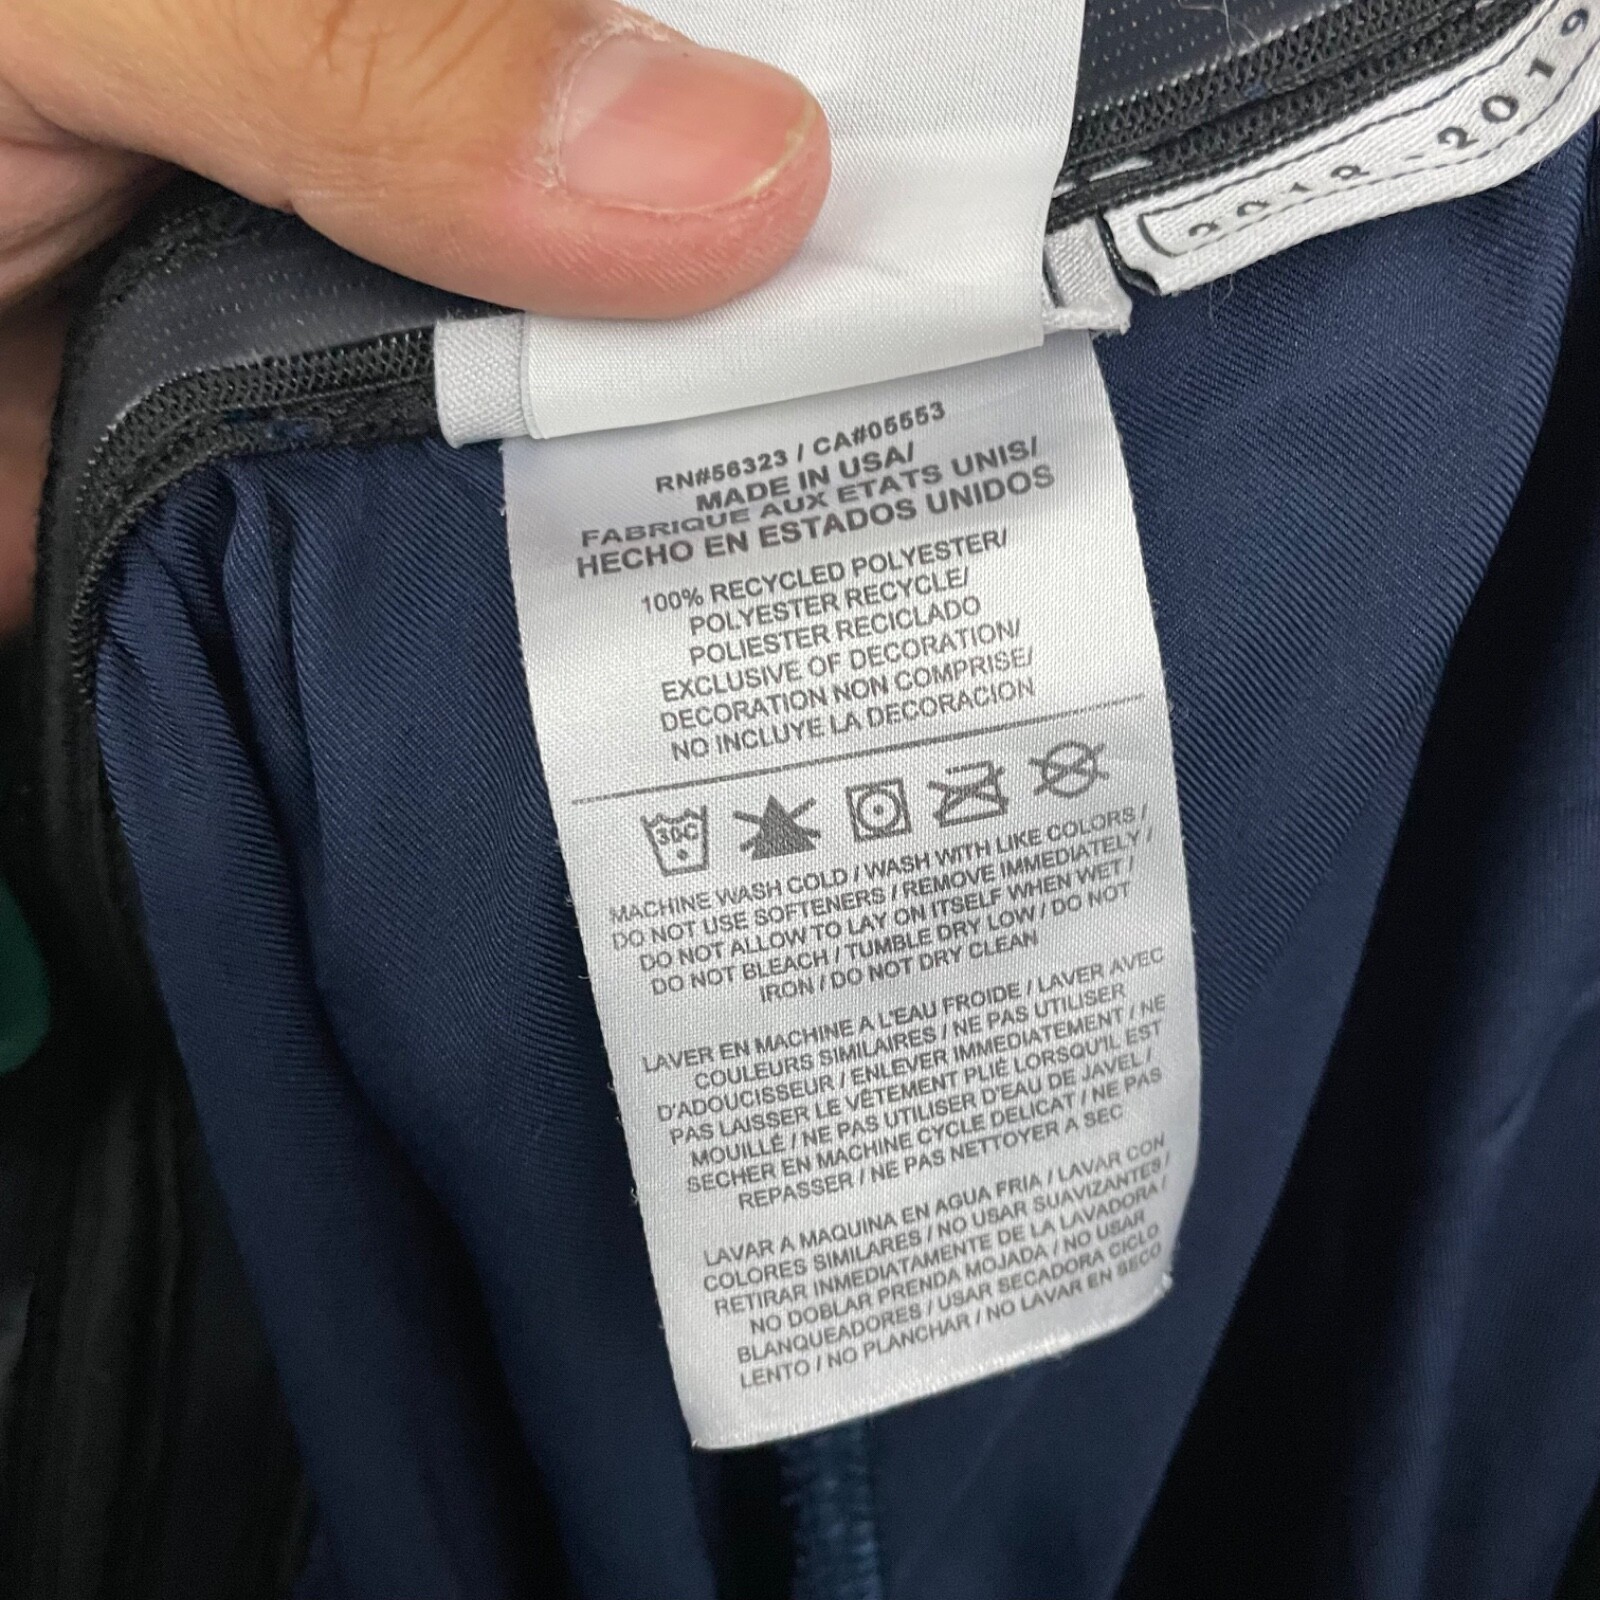 2018-2019
RN#56323 / CA#05553
MADE IN USA/
FABRIQUE AUX ETATS UNIS/
HECHO EN ESTADOS UNIDOS
100% RECYCLED POLYESTER/
POLYESTER RECYCLE/
POLIESTER RECICLADO
EXCLUSIVE OF DECORATION/
DECORATION NON COMPRISE/
NO INCLUYE LA DECORACION
30C
MACHINE WASH COLD / WASH WITH LIKE COLORS /
DO NOT USE SOFTENERS / REMOVE IMMEDIATELY /
DO NOT ALLOW TO LAY ON ITSELF WHEN WET /
DO NOT BLEACH / TUMBLE DRY LOW / DO NOT
IRON / DO NOT DRY CLEAN
LAVER EN MACHINE A L'EAU FROIDE / LAVER AVEC
COULEURS SIMILAIRES / NE PAS UTILISER
D'ADOUCISSEUR / ENLEVER IMMEDIATEMENT / NE
PAS LAISSER LE VÊTEMENT PLIÉ LORSQU'IL EST
MOUILLÉ / NE PAS UTILISER D'EAU DE JAVEL /
SECHER EN MACHINE CYCLE DELICAT / NE PAS
REPASSER / NE PAS NETTOYER A SEC
LAVAR A MAQUINA EN AGUA FRIA / LAVAR CON
COLORES SIMILARES / NO USAR SUAVIZANTES /
RETIRAR INMEDIATAMENTE DE LA LAVADORA /
NO DOBLAR PRENDA MOJADA / NO USAR
BLANQUEADORES / USAR SECADORA CICLO
LENTO / NO PLANCHAR / NO LAVAR EN SECO